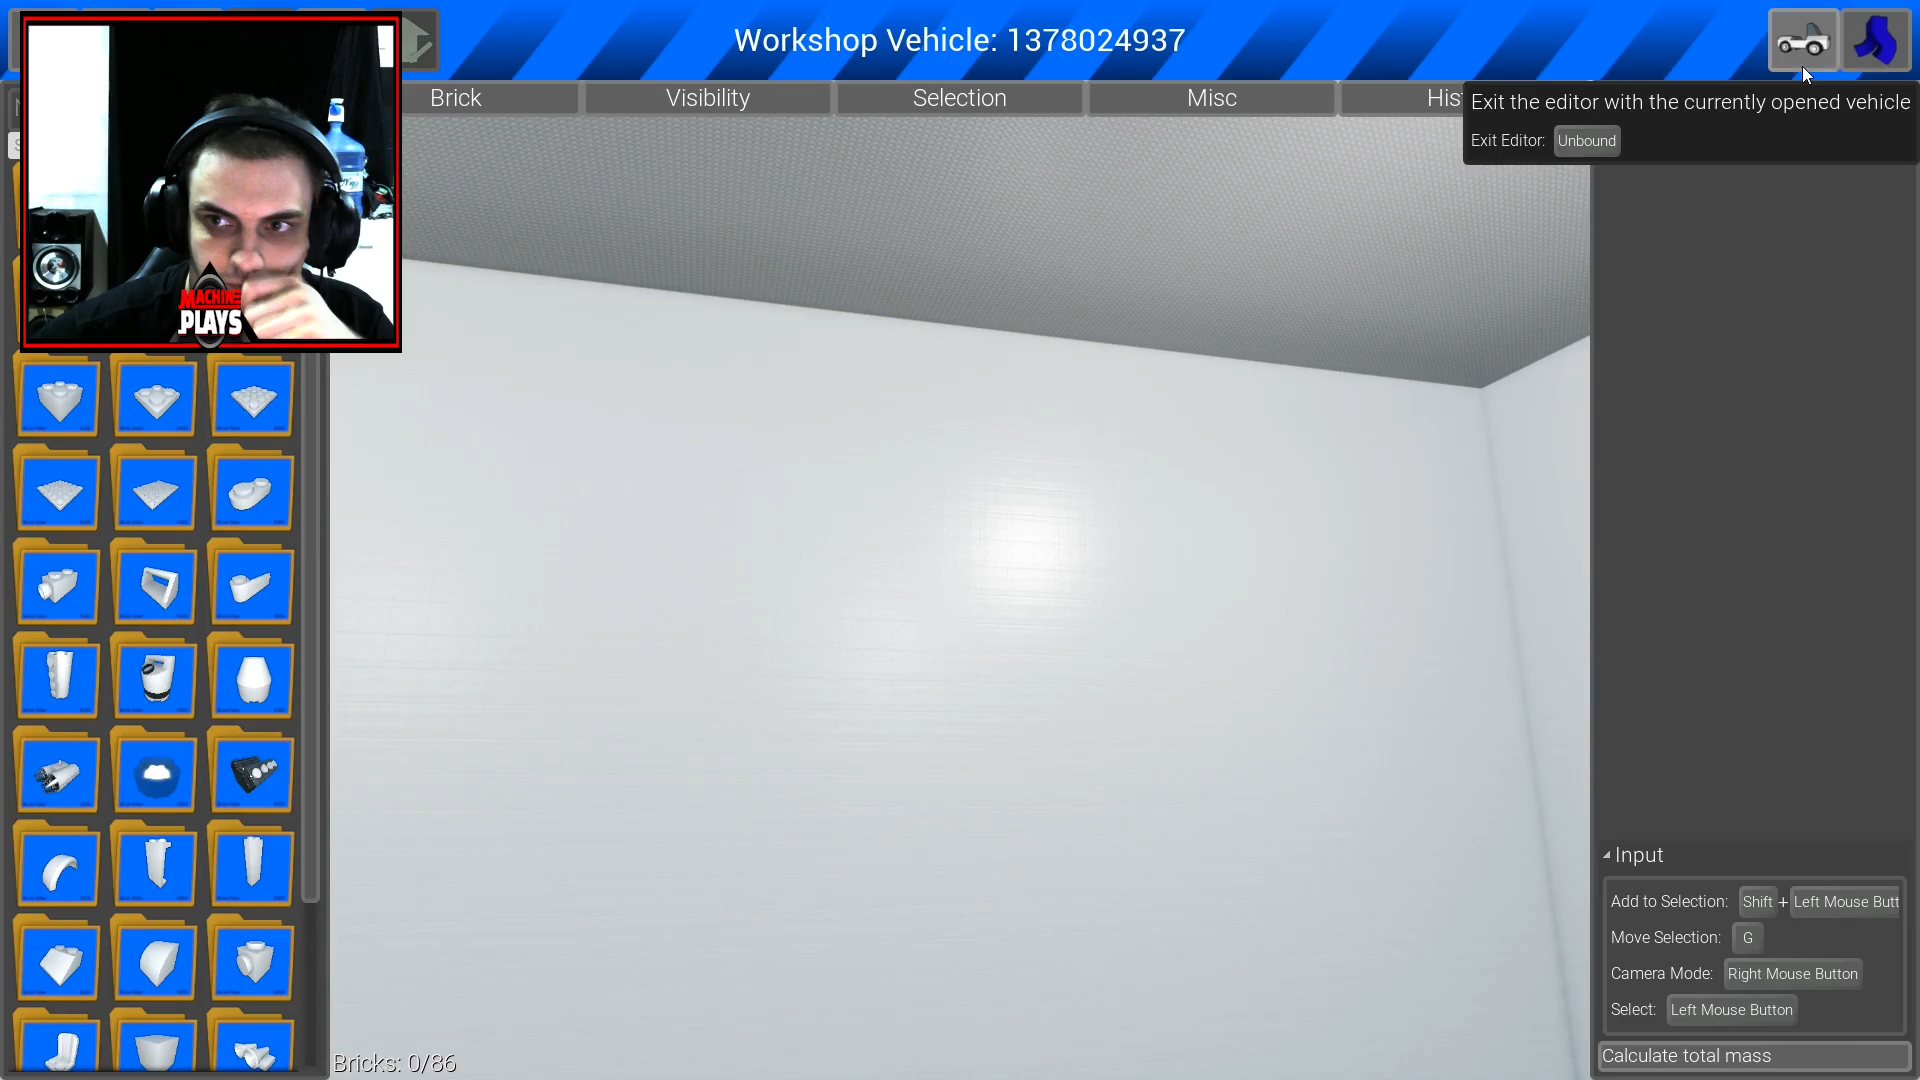 Workshop Vehicle: 1378024937
Brick
Visibility
Selection
Misc
Exit the editor with the currently opened vehicle
Exit Editor: Unbound
MACHINE
PLAYS
Input
Add to Selection: Shift + Left Mouse Butt
Move Selection: G
Camera Mode: Right Mouse Button
Select: Left Mouse Button
Calculate total mass
Bricks: 0/86